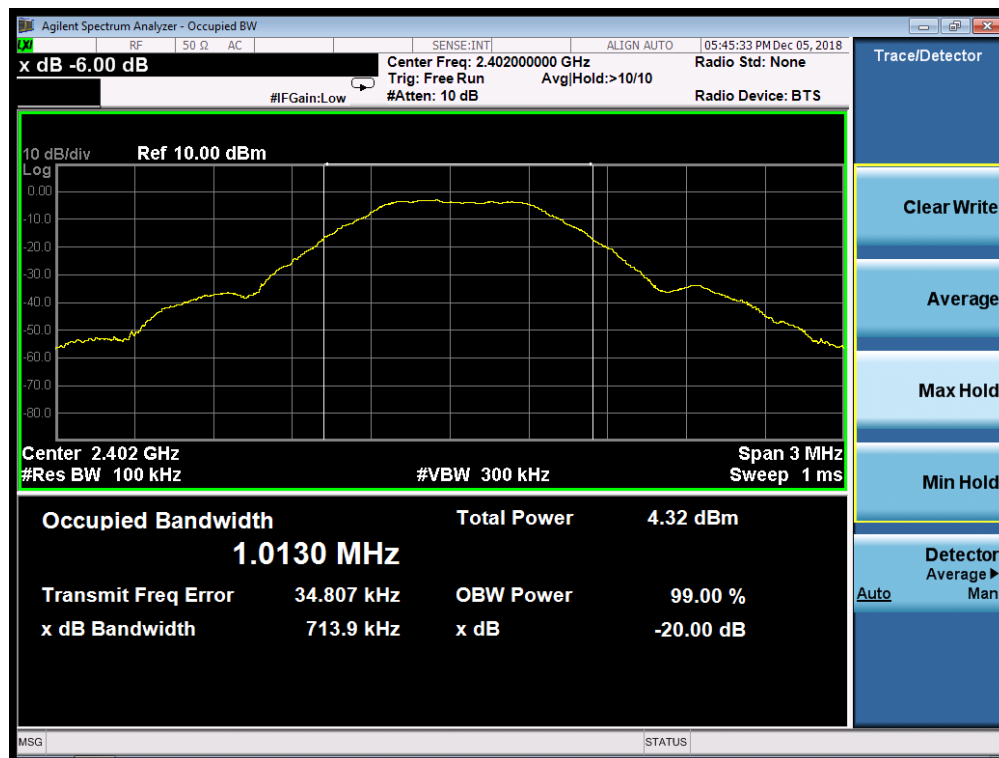 Agilent Spectrum Analyzer - Occupied BW
LXI RF 50 Ω AC SENSE:INT ALIGN AUTO 05:45:33 PM Dec 05, 2018
x dB -6.00 dB
Center Freq: 2.402000000 GHz Radio Std: None
Trig: Free Run Avg|Hold:>10/10
#IFGain:Low #Atten: 10 dB Radio Device: BTS
10 dB/div Ref 10.00 dBm
Log
0.00
-10.0
-20.0
-30.0
-40.0
-50.0
-60.0
-70.0
-80.0
Center 2.402 GHz Span 3 MHz
#Res BW 100 kHz #VBW 300 kHz Sweep 1 ms
Occupied Bandwidth Total Power 4.32 dBm
1.0130 MHz
Transmit Freq Error 34.807 kHz OBW Power 99.00 %
x dB Bandwidth 713.9 kHz x dB -20.00 dB
MSG STATUS
Trace/Detector
Clear Write
Average
Max Hold
Min Hold
Detector
Average
Auto Man